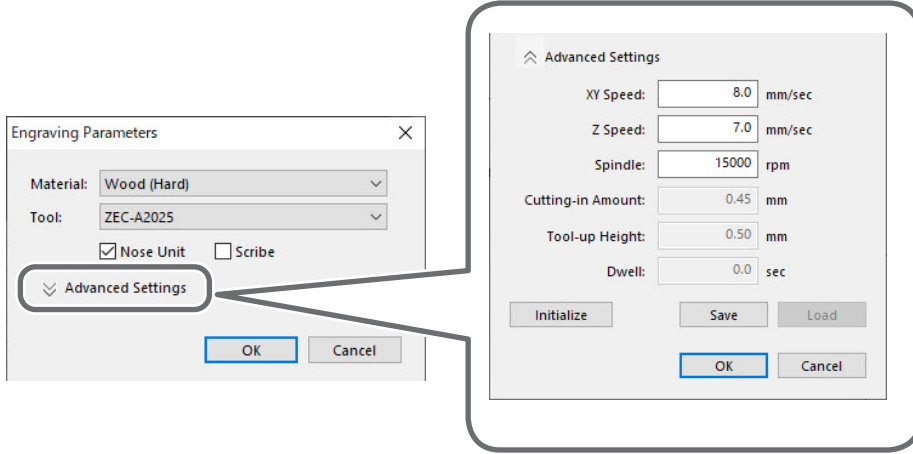 Engraving Parameters
Material: Wood (Hard)
Tool: ZEC-A2025
Nose Unit Scribe
Advanced Settings
OK Cancel
Advanced Settings
XY Speed: 8.0 mm/sec
Z Speed: 7.0 mm/sec
Spindle: 15000 rpm
Cutting-in Amount: 0.45 mm
Tool-up Height: 0.50 mm
Dwell: 0.0 sec
Initialize Save Load
OK Cancel